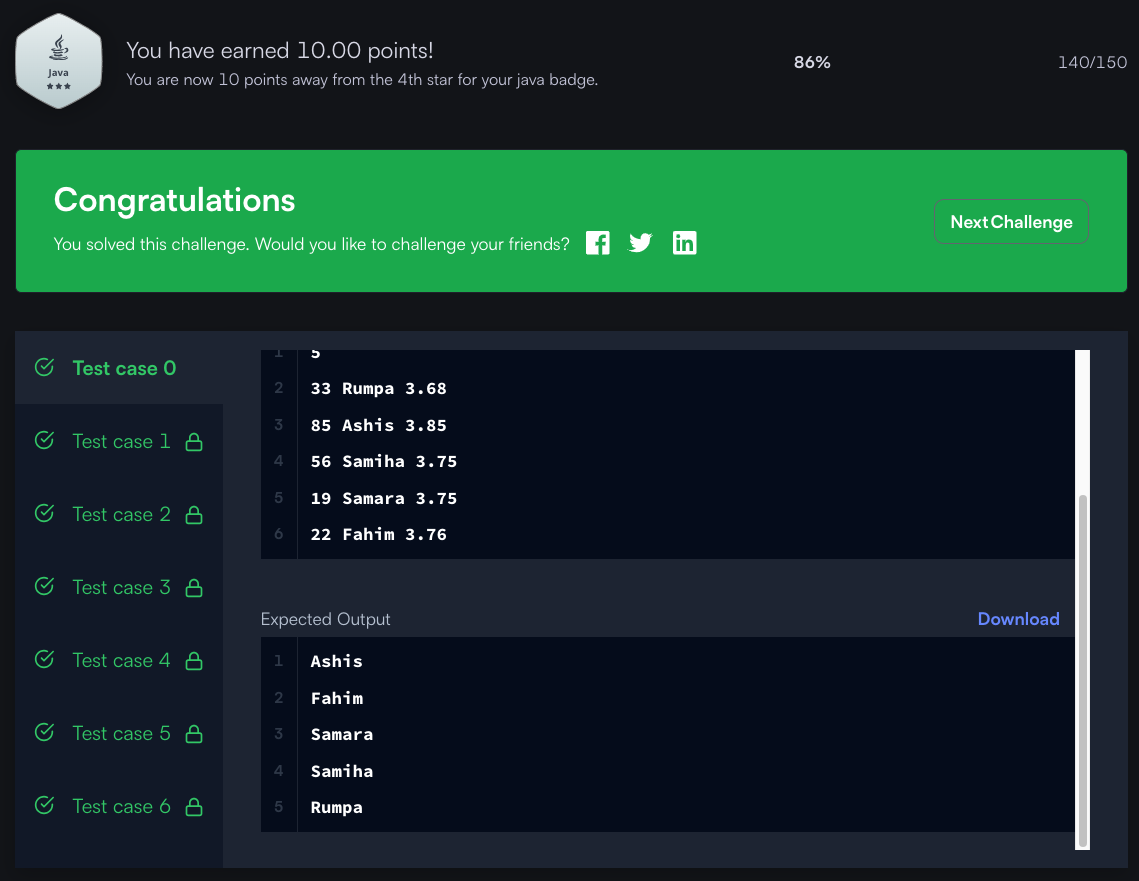 Java
★★★
You have earned 10.00 points!
You are now 10 points away from the 4th star for your java badge.
86%
140/150
Congratulations
You solved this challenge. Would you like to challenge your friends?
Next Challenge
Test case 0
Test case 1
Test case 2
Test case 3
Test case 4
Test case 5
Test case 6
1 5
2 33 Rumpa 3.68
3 85 Ashis 3.85
4 56 Samiha 3.75
5 19 Samara 3.75
6 22 Fahim 3.76
Expected Output
Download
1 Ashis
2 Fahim
3 Samara
4 Samiha
5 Rumpa